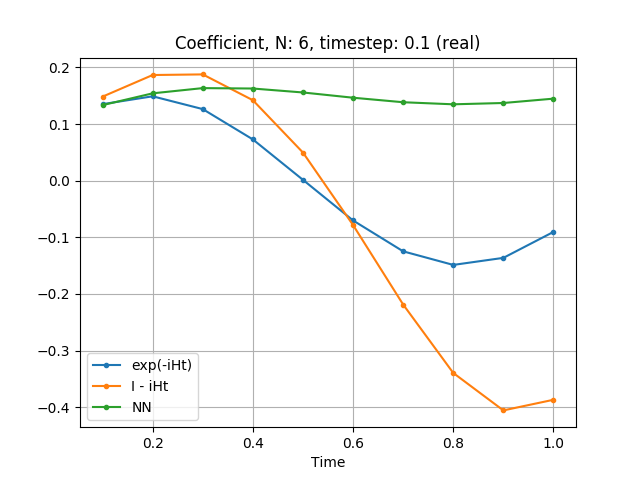 Coefficient, N: 6, timestep: 0.1 (real)
0.2
0.1
0.0
−0.1
−0.2
−0.3
−0.4
exp(-iHt)
I - iHt
NN
0.2 0.4 0.6 0.8 1.0
Time